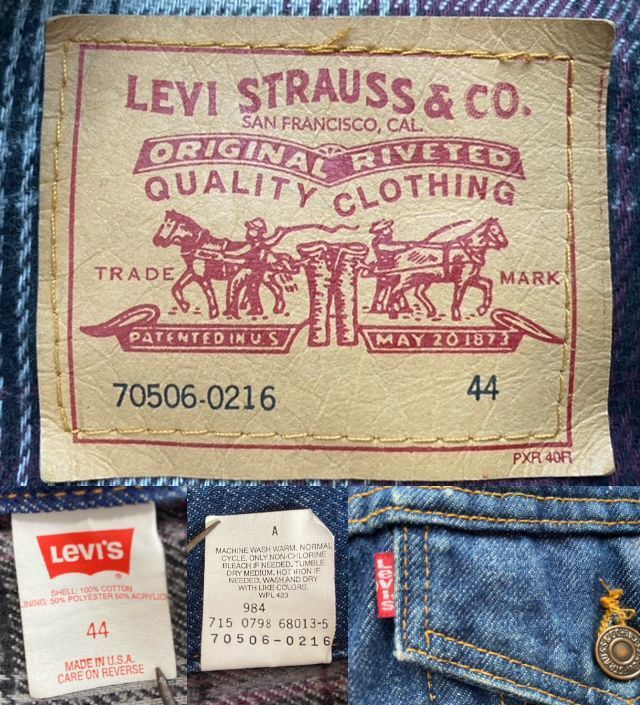 LEVI STRAUSS & CO.
SAN FRANCISCO, CAL.
ORIGINAL RIVETED
QUALITY CLOTHING
TRADE MARK
PATENTED IN U.S. MAY 20 1873
70506-0216 44
PXR 40R
LEVI'S
SHELL: 100% COTTON
LINING: 50% POLYESTER 50% ACRYLIC
44
MADE IN U.S.A.
CARE ON REVERSE
A
MACHINE WASH WARM, NORMAL
CYCLE. ONLY NON-CHLORINE
BLEACH IF NEEDED. TUMBLE
DRY MEDIUM. HOT IRON IF
NEEDED. WASH AND DRY
WITH LIKE COLORS.
WPL 423
984
715 0798 68013-5
70506-0216
LEVI'S